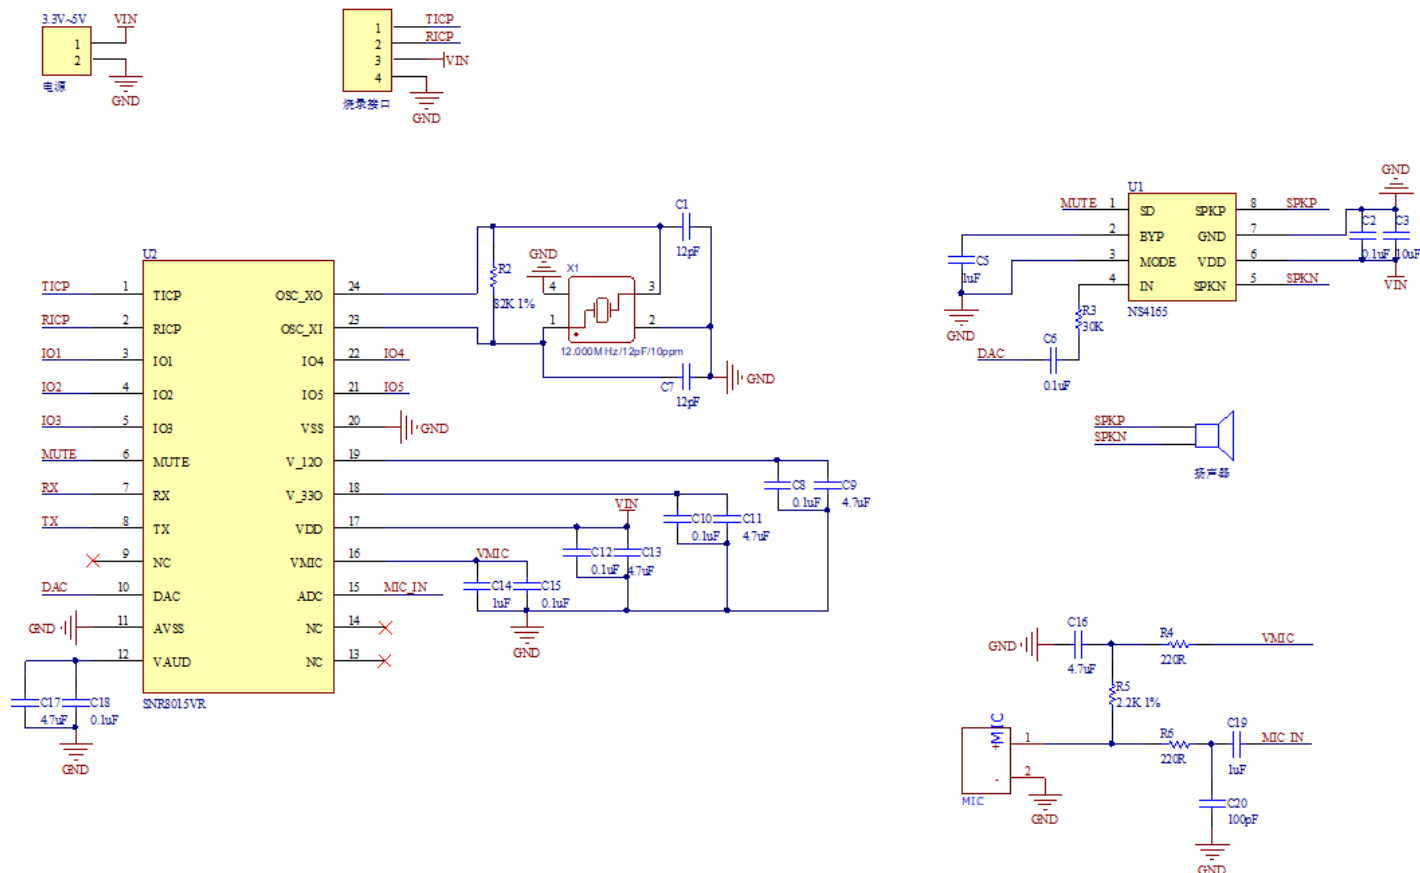 3.3V~5V
VIN
1
2
电源
GND
1
2
3
4
TICP
RICP
VIN
烧录接口
GND
U2
TICP 1 TICP
RICP 2 RICP
IO1 3 IO1
IO2 4 IO2
IO3 5 IO3
MUTE 6 MUTE
RX 7 RX
TX 8 TX
9 NC
DAC 10 DAC
GND 11 AVSS
12 VAUD
OSC_XO 24
OSC_XI 23
IO4 22 IO4
IO5 21 IO5
VSS 20 GND
V_12O 19
V_33O 18
VDD 17
VMIC 16 VMIC
ADC 15 MIC_IN
NC 14
NC 13
SNR8015VR
C17
4.7uF
C18
0.1uF
GND
R2
82K 1%
GND
X1
4
3
1
2
12.000MHz/12pF/10ppm
C1
12pF
C7
12pF
GND
C8
0.1uF
C9
4.7uF
C10
0.1uF
C11
4.7uF
VIN
C12
0.1uF
C13
4.7uF
C14
1uF
C15
0.1uF
GND
U1
MUTE 1 SD
2 BYP
3 MODE
4 IN
SPKP 8 SPKP
GND 7
VDD 6
SPKN 5 SPKN
NS4165
C5
1uF
GND
R3
30K
DAC
C6
0.1uF
GND
C2
0.1uF
C3
10uF
VIN
SPKP
SPKN
扬声器
GND
C16
4.7uF
R4
220R
VMIC
R5
2.2K 1%
MIC
+
-
1
2
MIC
GND
R6
220R
C19
1uF
MIC IN
C20
100pF
GND